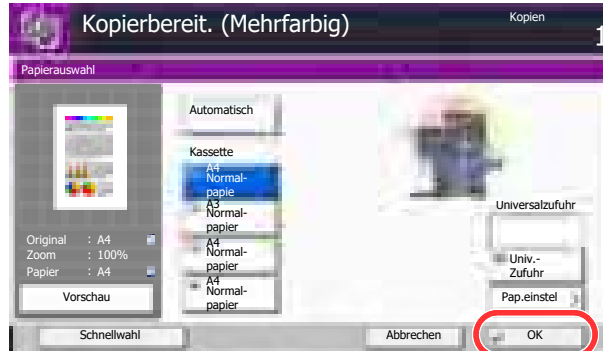 Kopierbereit. (Mehrfarbig)
Kopien
1
Papierauswahl
Automatisch
Kassette
A4
Normal-
papie
A3
Normal-
papier
A4
Normal-
papier
A4
Normal-
papier
Universalzufuhr
Univ.-
Zufuhr
Pap.einstel
Original : A4
Zoom : 100%
Papier : A4
Vorschau
Schnellwahl
Abbrechen
OK